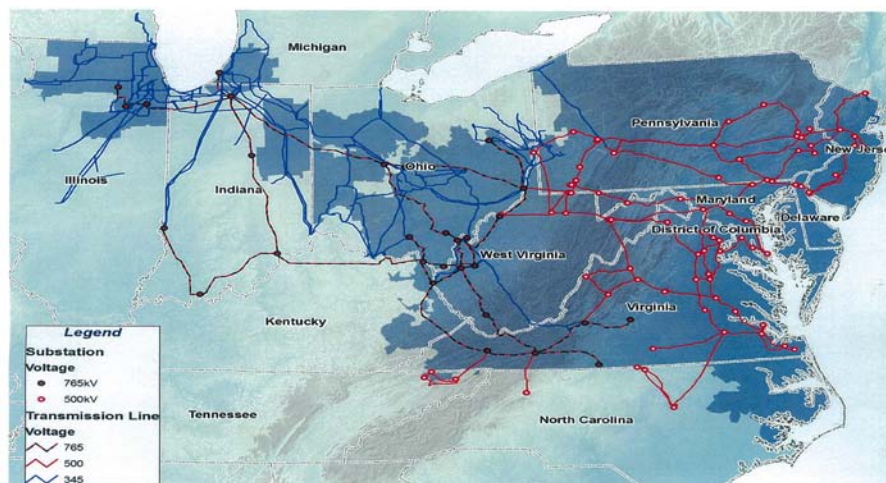 Michigan
Pennsylvania
New Jerse
Ohio
Illinois
Indiana
Maryland
Delaware
District of Columbia
West Virginia
Virginia
Kentucky
Legend
Substation
Voltage
765kV
500kV
Tennessee
North Carolina
Transmission Line
Voltage
765
500
345